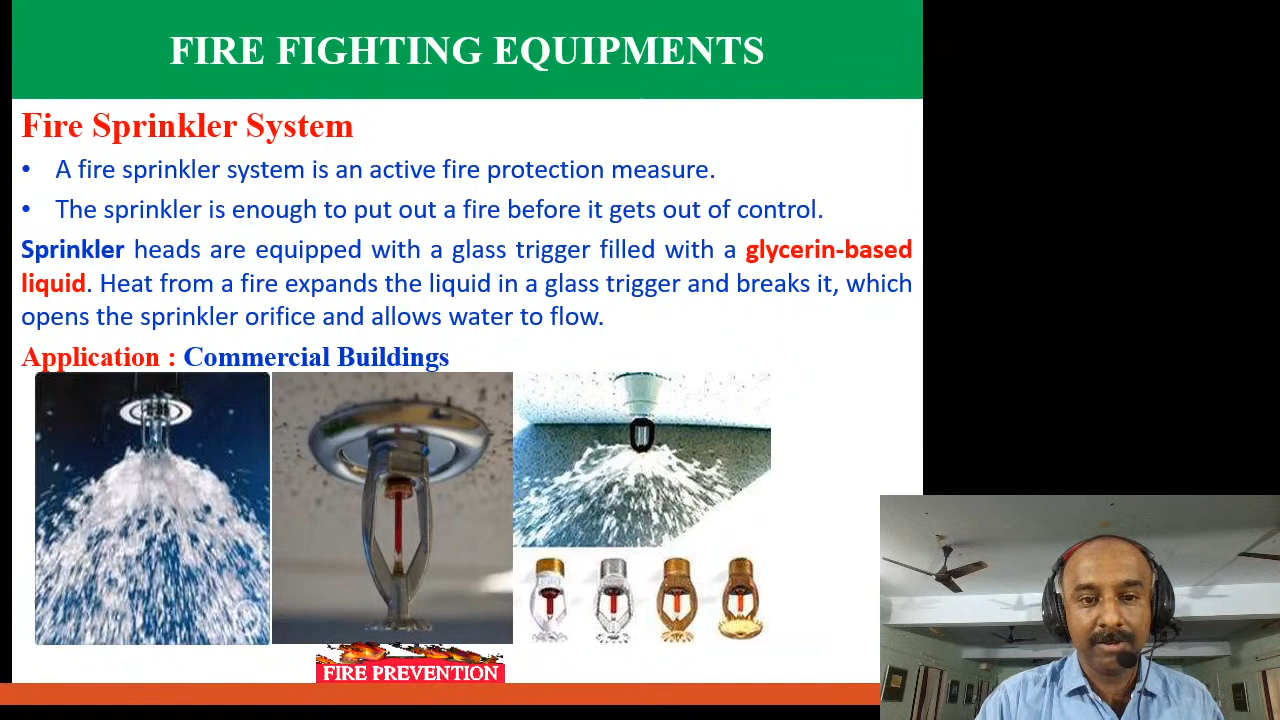 FIRE FIGHTING EQUIPMENTS
Fire Sprinkler System
• A fire sprinkler system is an active fire protection measure.
• The sprinkler is enough to put out a fire before it gets out of control.
Sprinkler heads are equipped with a glass trigger filled with a glycerin-based
liquid. Heat from a fire expands the liquid in a glass trigger and breaks it, which
opens the sprinkler orifice and allows water to flow.
Application : Commercial Buildings
FIRE PREVENTION